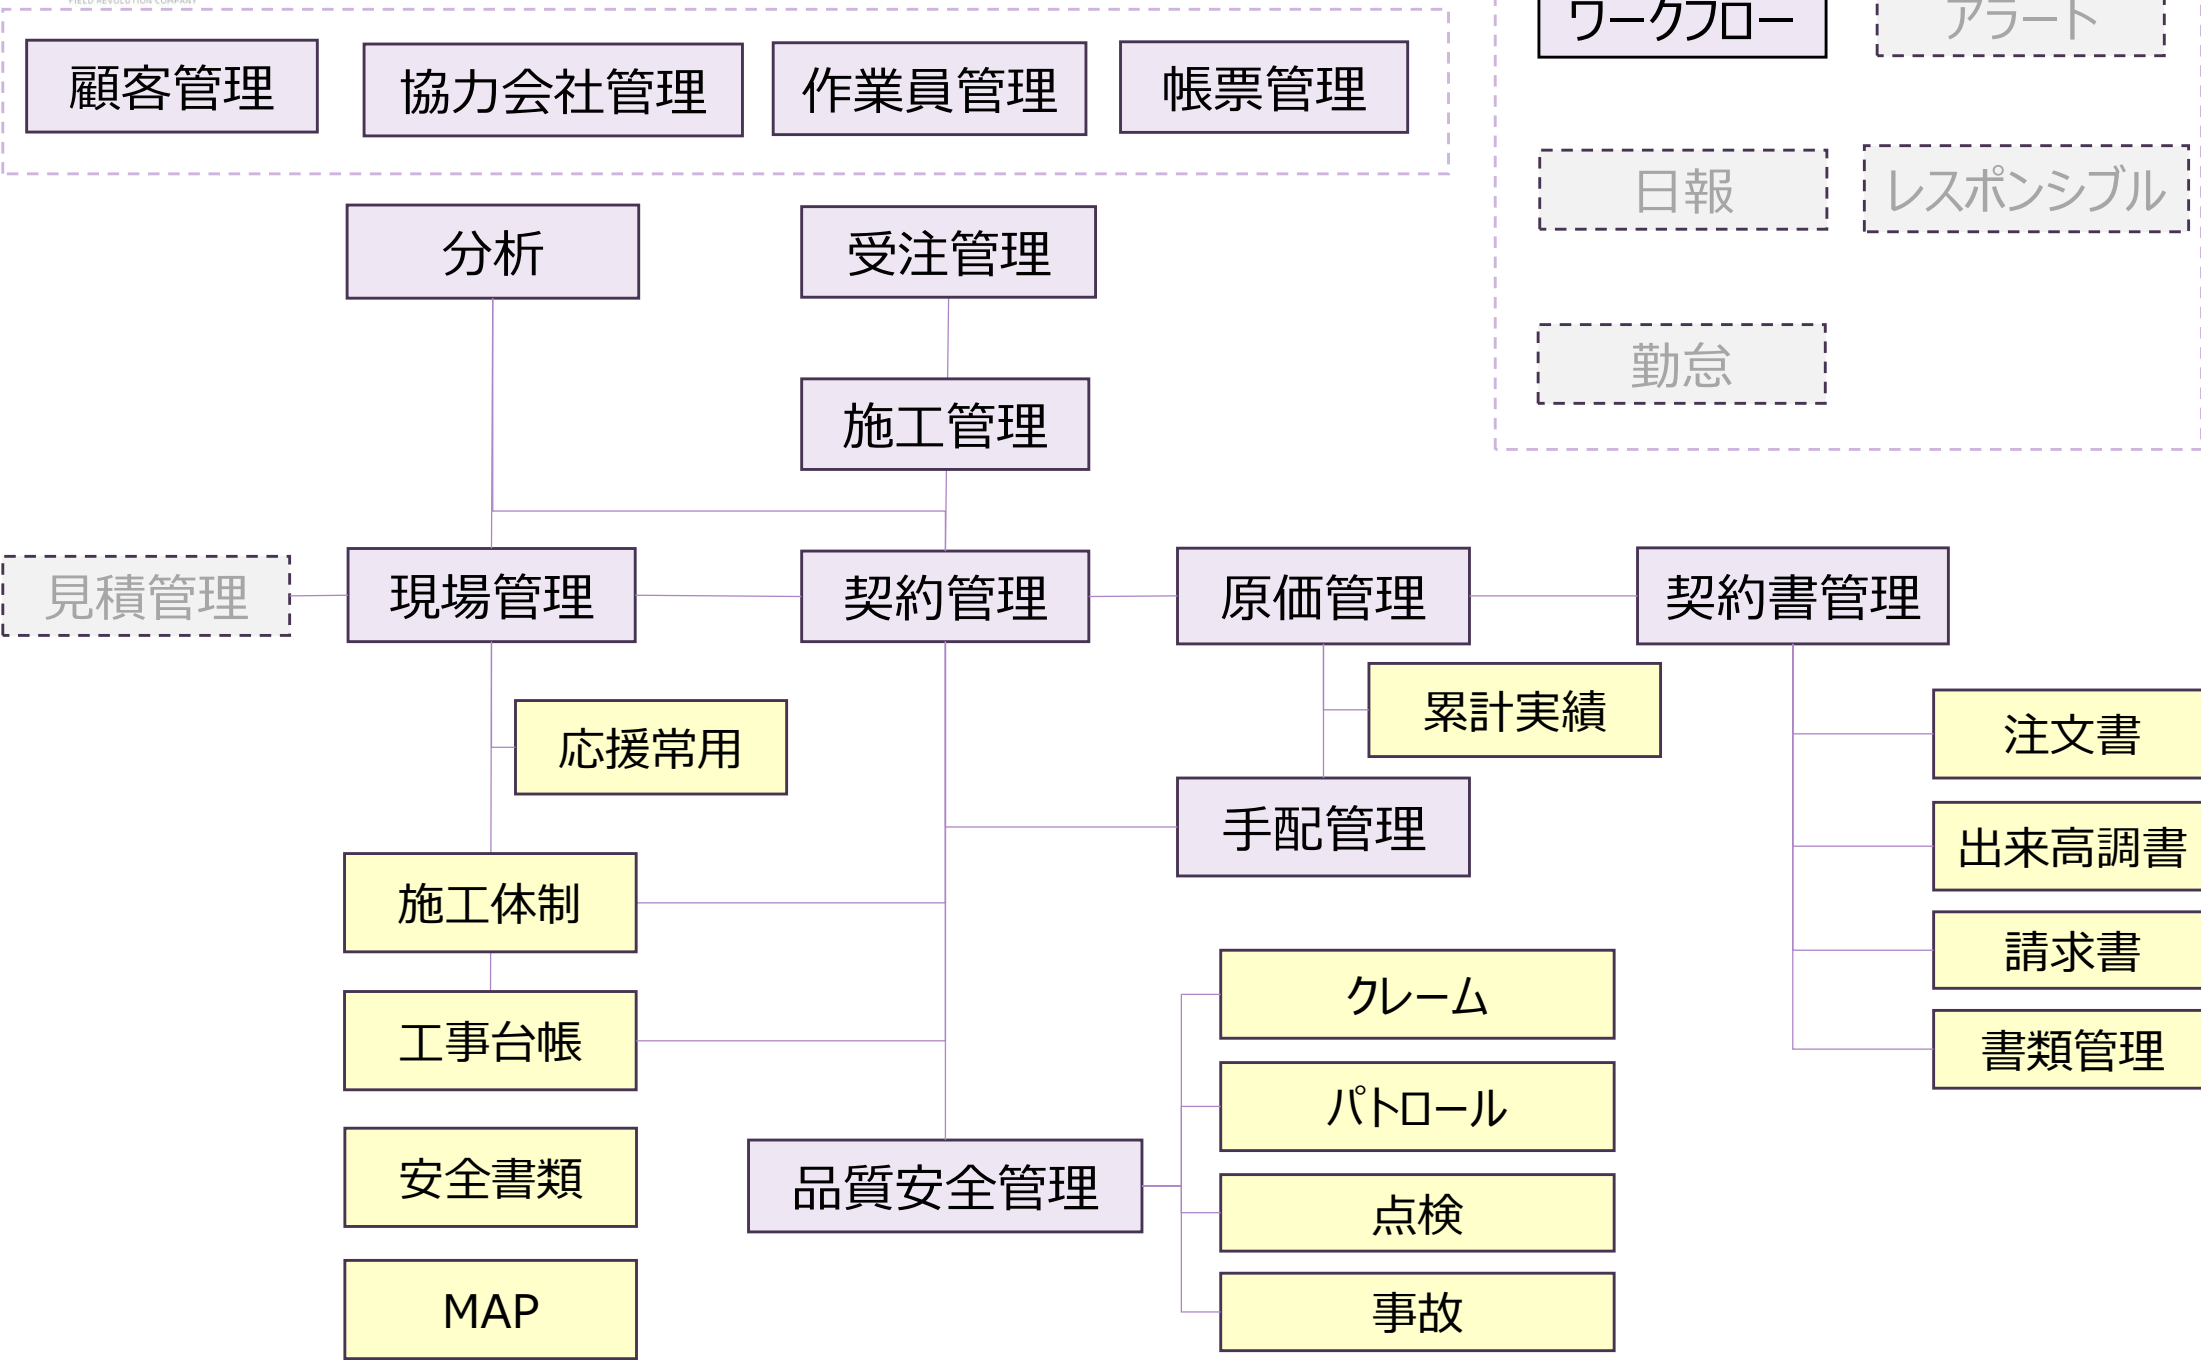 FIELD REVOLUTION COMPANY
ワークフロー
アラート
顧客管理
協力会社管理
作業員管理
帳票管理
日報
レスポンシブル
分析
受注管理
勤怠
施工管理
見積管理
現場管理
契約管理
原価管理
契約書管理
累計実績
応援常用
注文書
手配管理
出来高調書
施工体制
請求書
クレーム
工事台帳
書類管理
パトロール
安全書類
品質安全管理
点検
MAP
事故